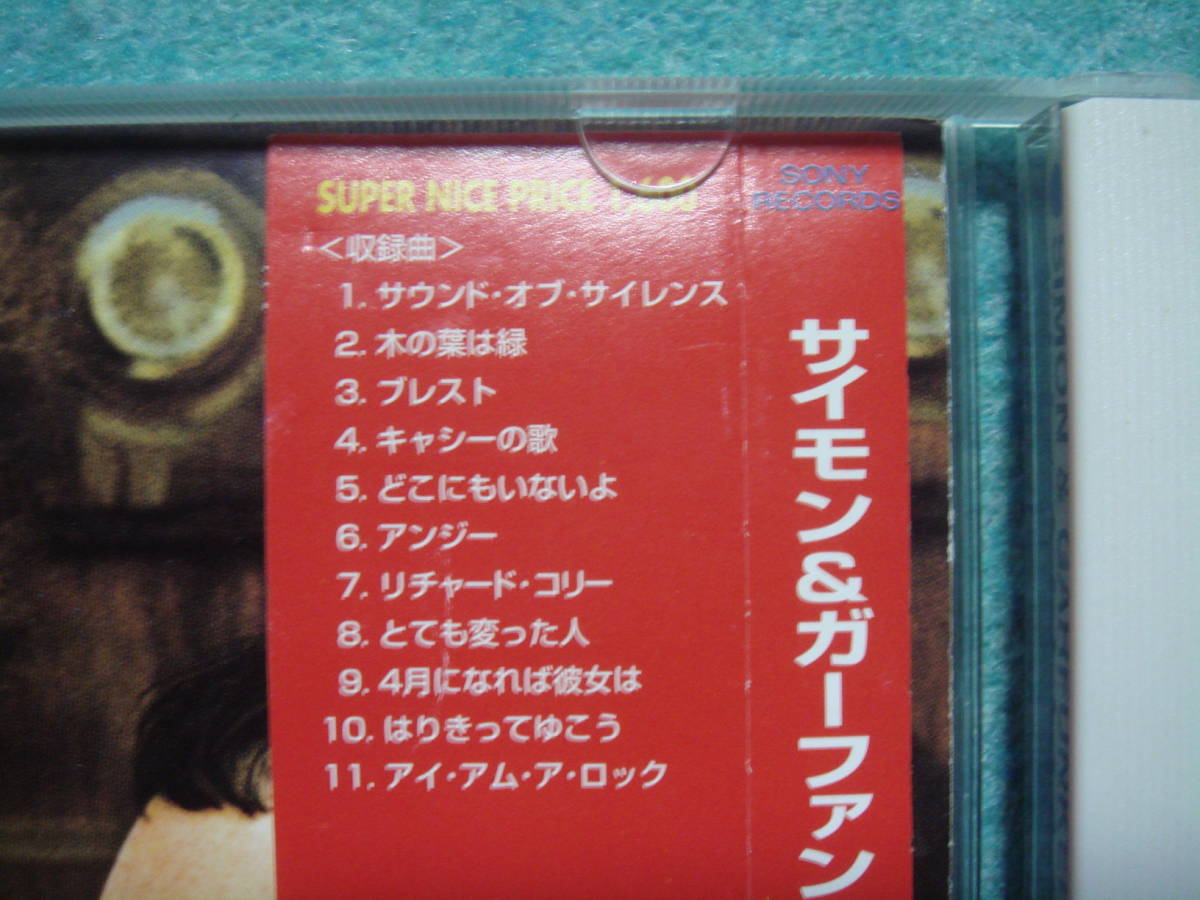 SUPER NICE PRICE
<収録曲>
1. サウンド・オブ・サイレンス
2. 木の葉は緑
3. ブレスト
4. キャシーの歌
5. どこにもいないよ
6. アンジー
7. リチャード・コリー
8. とても変った人
9. 4月になれば彼女は
10. はりきってゆこう
11. アイ・アム・ア・ロック
SONY
RECORDS
サイモン&ガーファン